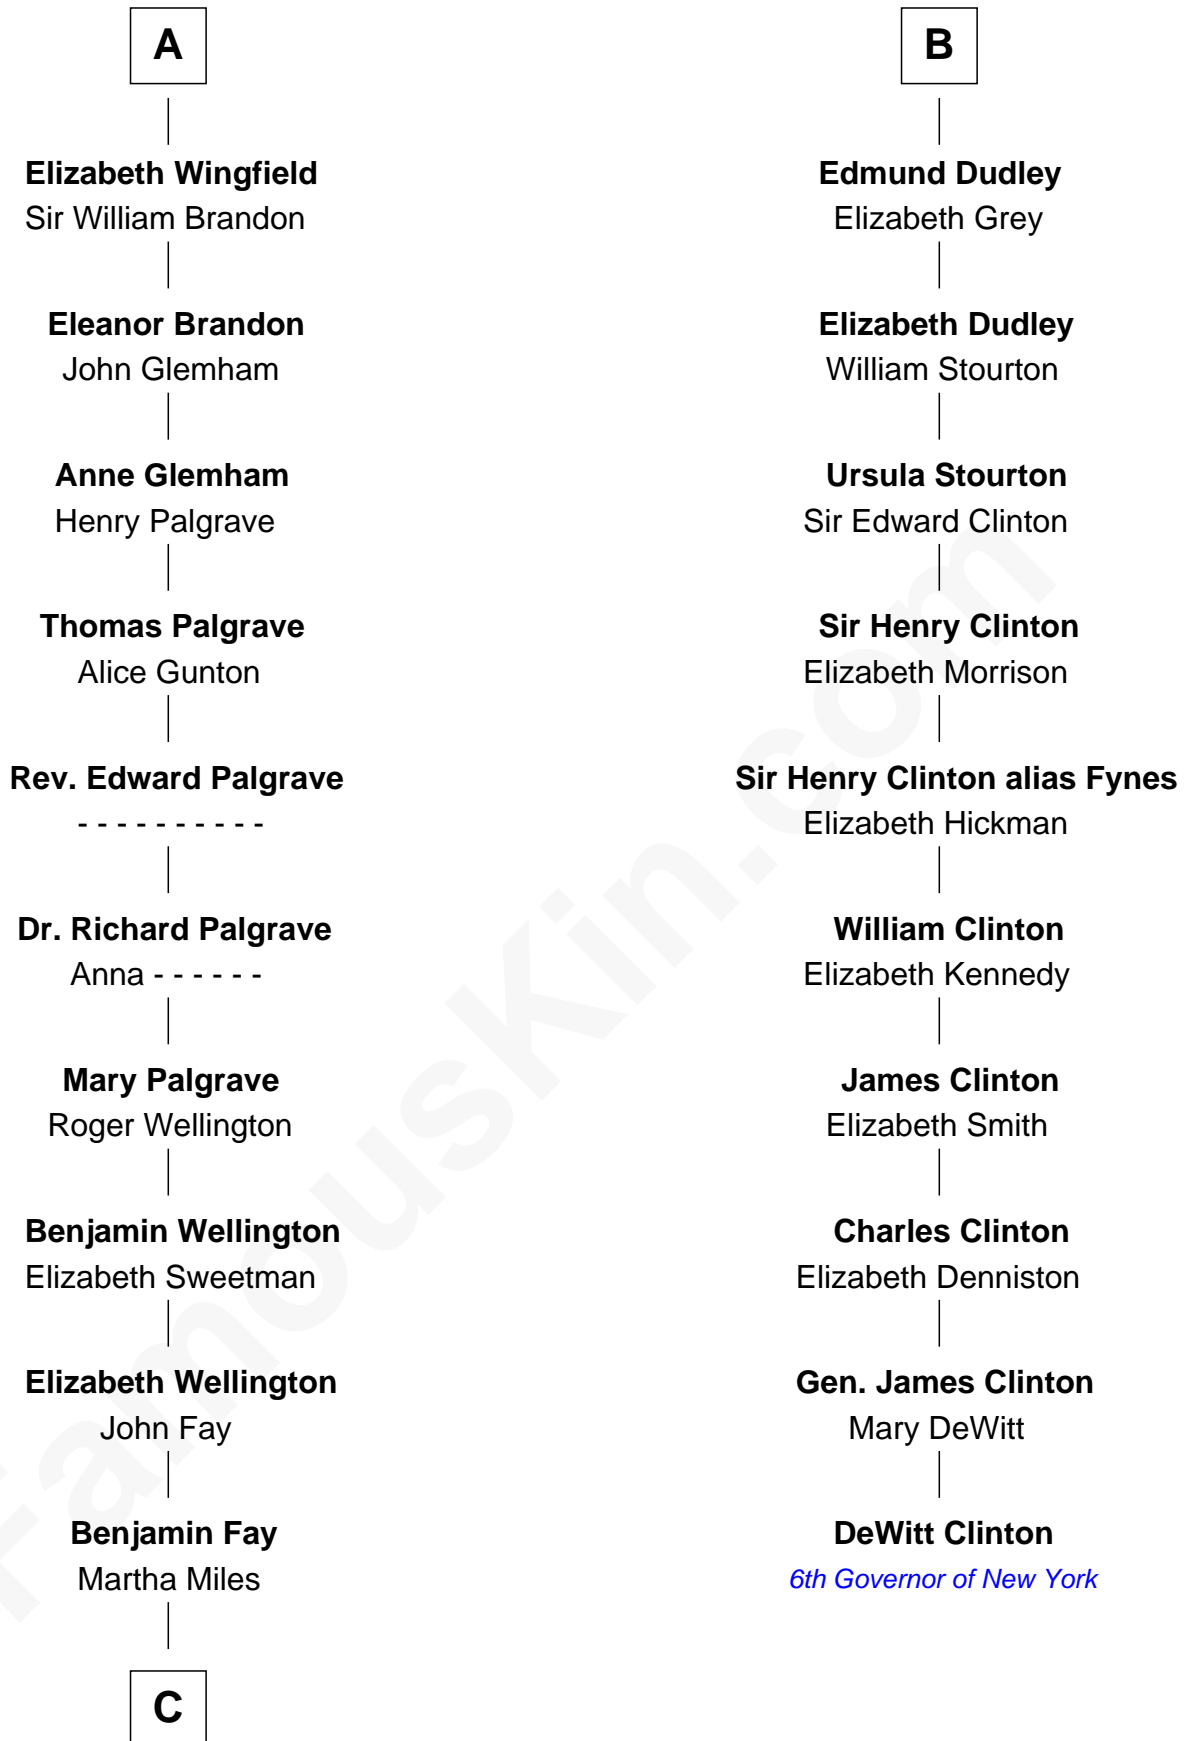 A
Elizabeth Wingfield
Sir William Brandon
Eleanor Brandon
John Glemham
Anne Glemham
Henry Palgrave
Thomas Palgrave
Alice Gunton
Rev. Edward Palgrave
- - - - - - - - - -
Dr. Richard Palgrave
Anna - - - - - -
Mary Palgrave
Roger Wellington
Benjamin Wellington
Elizabeth Sweetman
Elizabeth Wellington
John Fay
Benjamin Fay
Martha Miles
C
B
Edmund Dudley
Elizabeth Grey
Elizabeth Dudley
William Stourton
Ursula Stourton
Sir Edward Clinton
Sir Henry Clinton
Elizabeth Morrison
Sir Henry Clinton alias Fynes
Elizabeth Hickman
William Clinton
Elizabeth Kennedy
James Clinton
Elizabeth Smith
Charles Clinton
Elizabeth Denniston
Gen. James Clinton
Mary DeWitt
DeWitt Clinton
6th Governor of New York
FamousKin.com